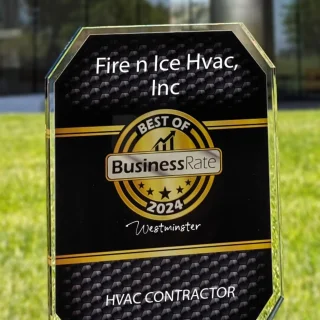 Fire n Ice Hvac,
Inc
BEST OF
BusinessRate
2024
Westminster
HVAC CONTRACTOR